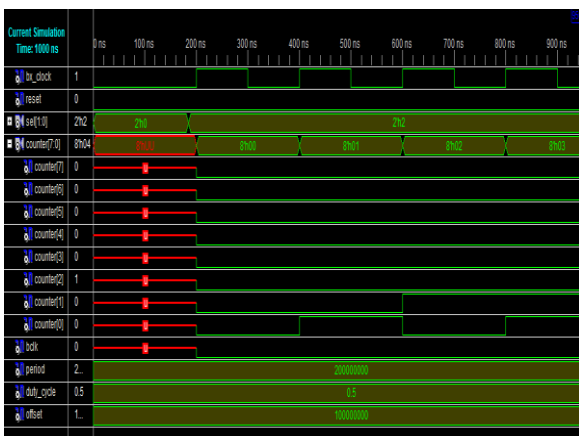 Current Simulation
Time: 1000 ns
0 ns 100 ns 200 ns 300 ns 400 ns 500 ns 600 ns 700 ns 800 ns 900 ns
bx_clock 1
reset 0
sel[1:0] 2'h2 2'h0 2'h2
counter[7:0] 8'h04 8'hUU 8'h00 8'h01 8'h02 8'h03
counter[7] 0 U
counter[6] 0 U
counter[5] 0 U
counter[4] 0 U
counter[3] 0 U
counter[2] 1 U
counter[1] 0 U
counter[0] 0 U
bclk 0 U
period 2... 200000000
duty_cycle 0.5 0.5
offset 1... 100000000